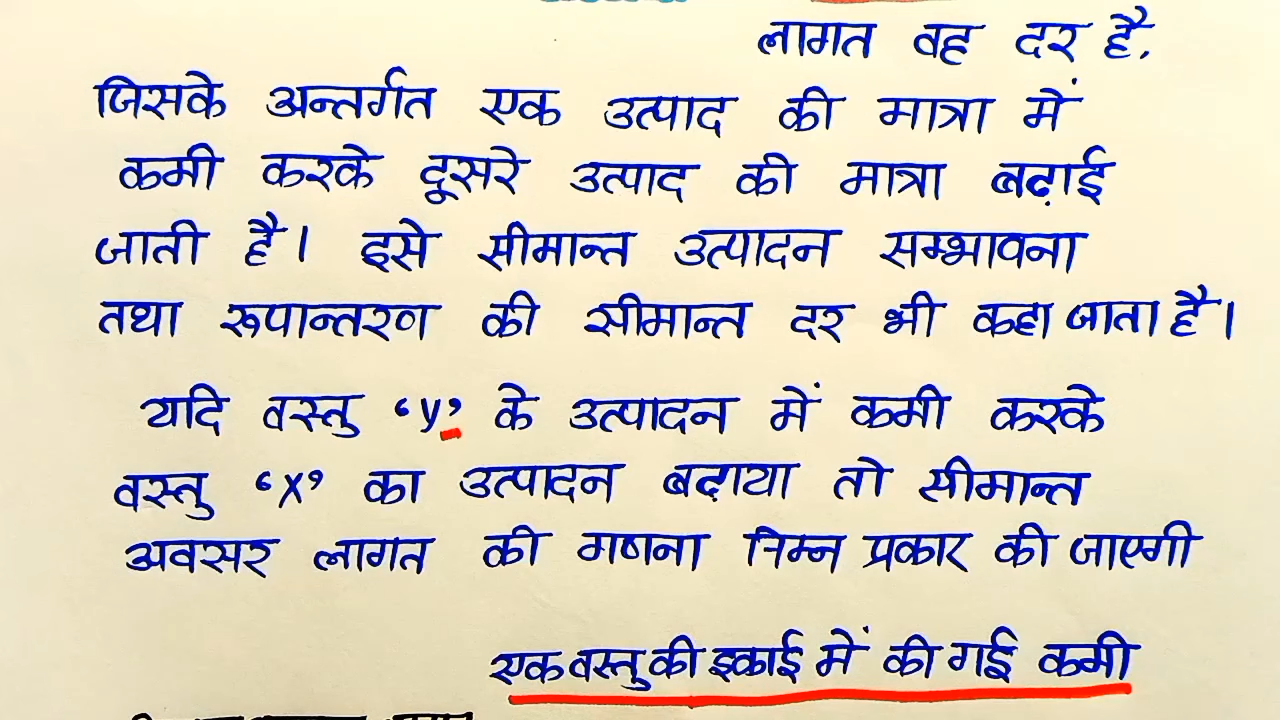 लागत वह दर है,
जिसके अन्तर्गत एक उत्पाद की मात्रा में
कमी करके दूसरे उत्पाद की मात्रा बढ़ाई
जाती है। इसे सीमान्त उत्पादन सम्भावना
तथा रूपान्तरण की सीमान्त दर भी कहा जाता है।
यदि वस्तु ‘y’ के उत्पादन में कमी करके
वस्तु ‘x’ का उत्पादन बढ़ाया तो सीमान्त
अवसर लागत की गणना निम्न प्रकार की जाएगी
एक वस्तु की इकाई में की गई कमी